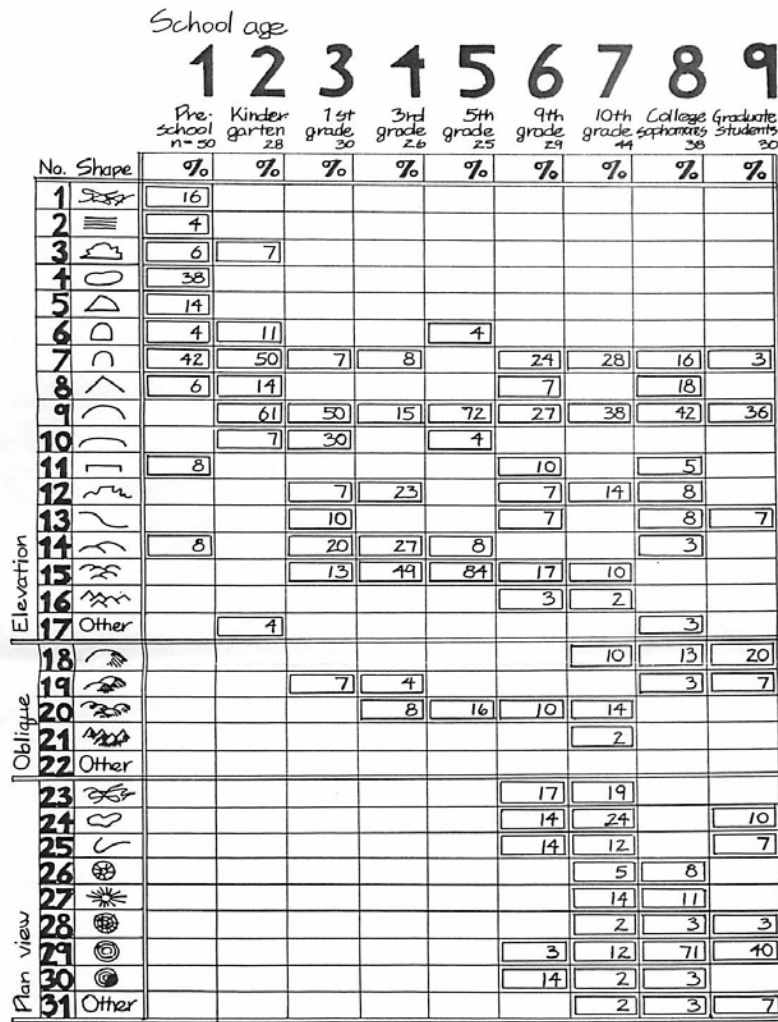 School age
1 2 3 4 5 6 7 8 9
Pre- Kinder 1st 3rd 5th 9th 10th College Graduate
school garten grade grade grade grade grade sophomores students
n=50 28 30 26 25 29 44 38 30
No. Shape % % % % % % % % %
1 16
2 4
3 6 7
4 38
5 14
6 4 11 4
7 42 50 7 8 24 28 16 3
8 6 14 7 18
9 61 50 15 72 27 38 42 36
10 7 30 4
11 8 10 5
12 7 23 7 14 8
13 10 7 8 7
14 8 20 27 8 3
15 13 49 84 17 10
16 3 2
17 Other 4 3
Elevation
18 10 13 20
19 7 4 3 7
20 8 16 10 14
21 2
22 Other
Oblique
23 17 19
24 14 24 10
25 14 12 7
26 5 8
27 14 11
28 2 3 3
29 3 12 71 40
30 14 2 3
31 Other 2 3 7
Plan view